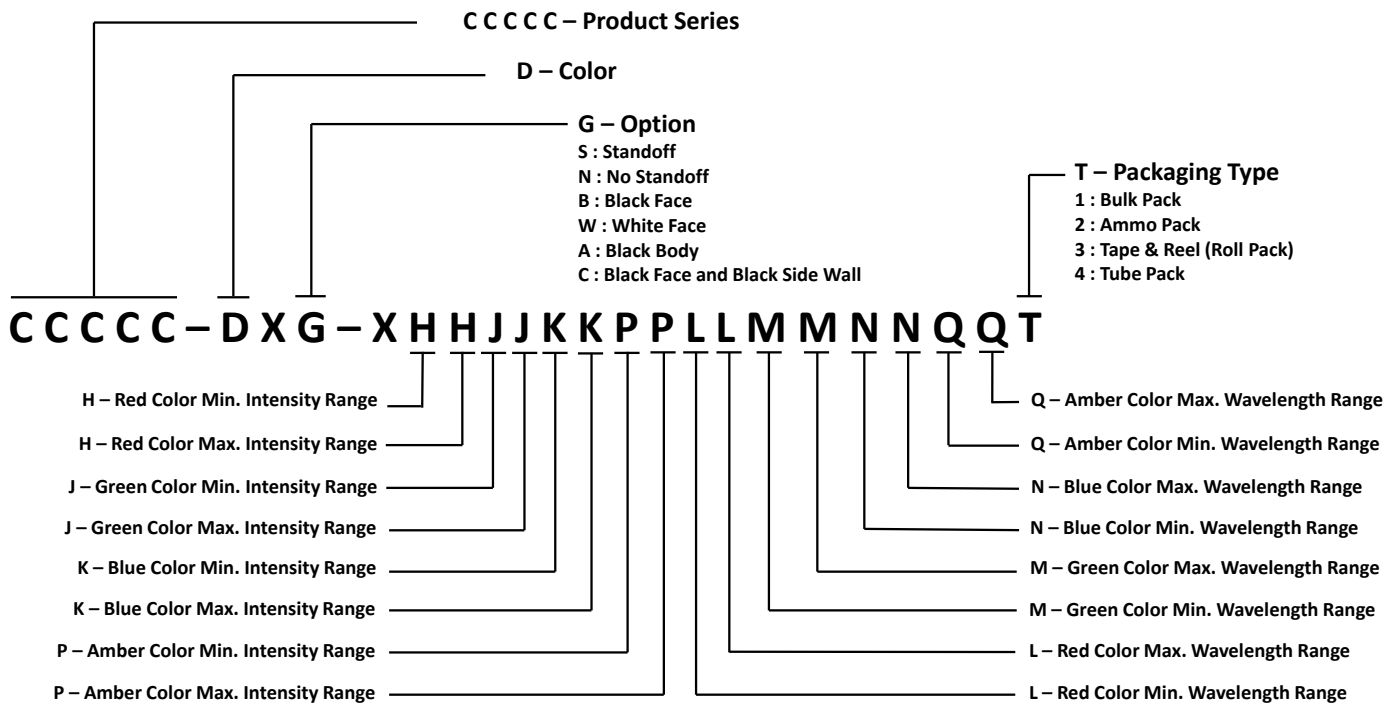 C C C C C – Product Series
D – Color
G – Option
S : Standoff
N : No Standoff
B : Black Face
W : White Face
A : Black Body
C : Black Face and Black Side Wall
T – Packaging Type
1 : Bulk Pack
2 : Ammo Pack
3 : Tape & Reel (Roll Pack)
4 : Tube Pack
C C C C C – D X G – X H H J J K K P P L L M M N N Q Q T
H – Red Color Min. Intensity Range
H – Red Color Max. Intensity Range
J – Green Color Min. Intensity Range
J – Green Color Max. Intensity Range
K – Blue Color Min. Intensity Range
K – Blue Color Max. Intensity Range
P – Amber Color Min. Intensity Range
P – Amber Color Max. Intensity Range
Q – Amber Color Max. Wavelength Range
Q – Amber Color Min. Wavelength Range
N – Blue Color Max. Wavelength Range
N – Blue Color Min. Wavelength Range
M – Green Color Max. Wavelength Range
M – Green Color Min. Wavelength Range
L – Red Color Max. Wavelength Range
L – Red Color Min. Wavelength Range